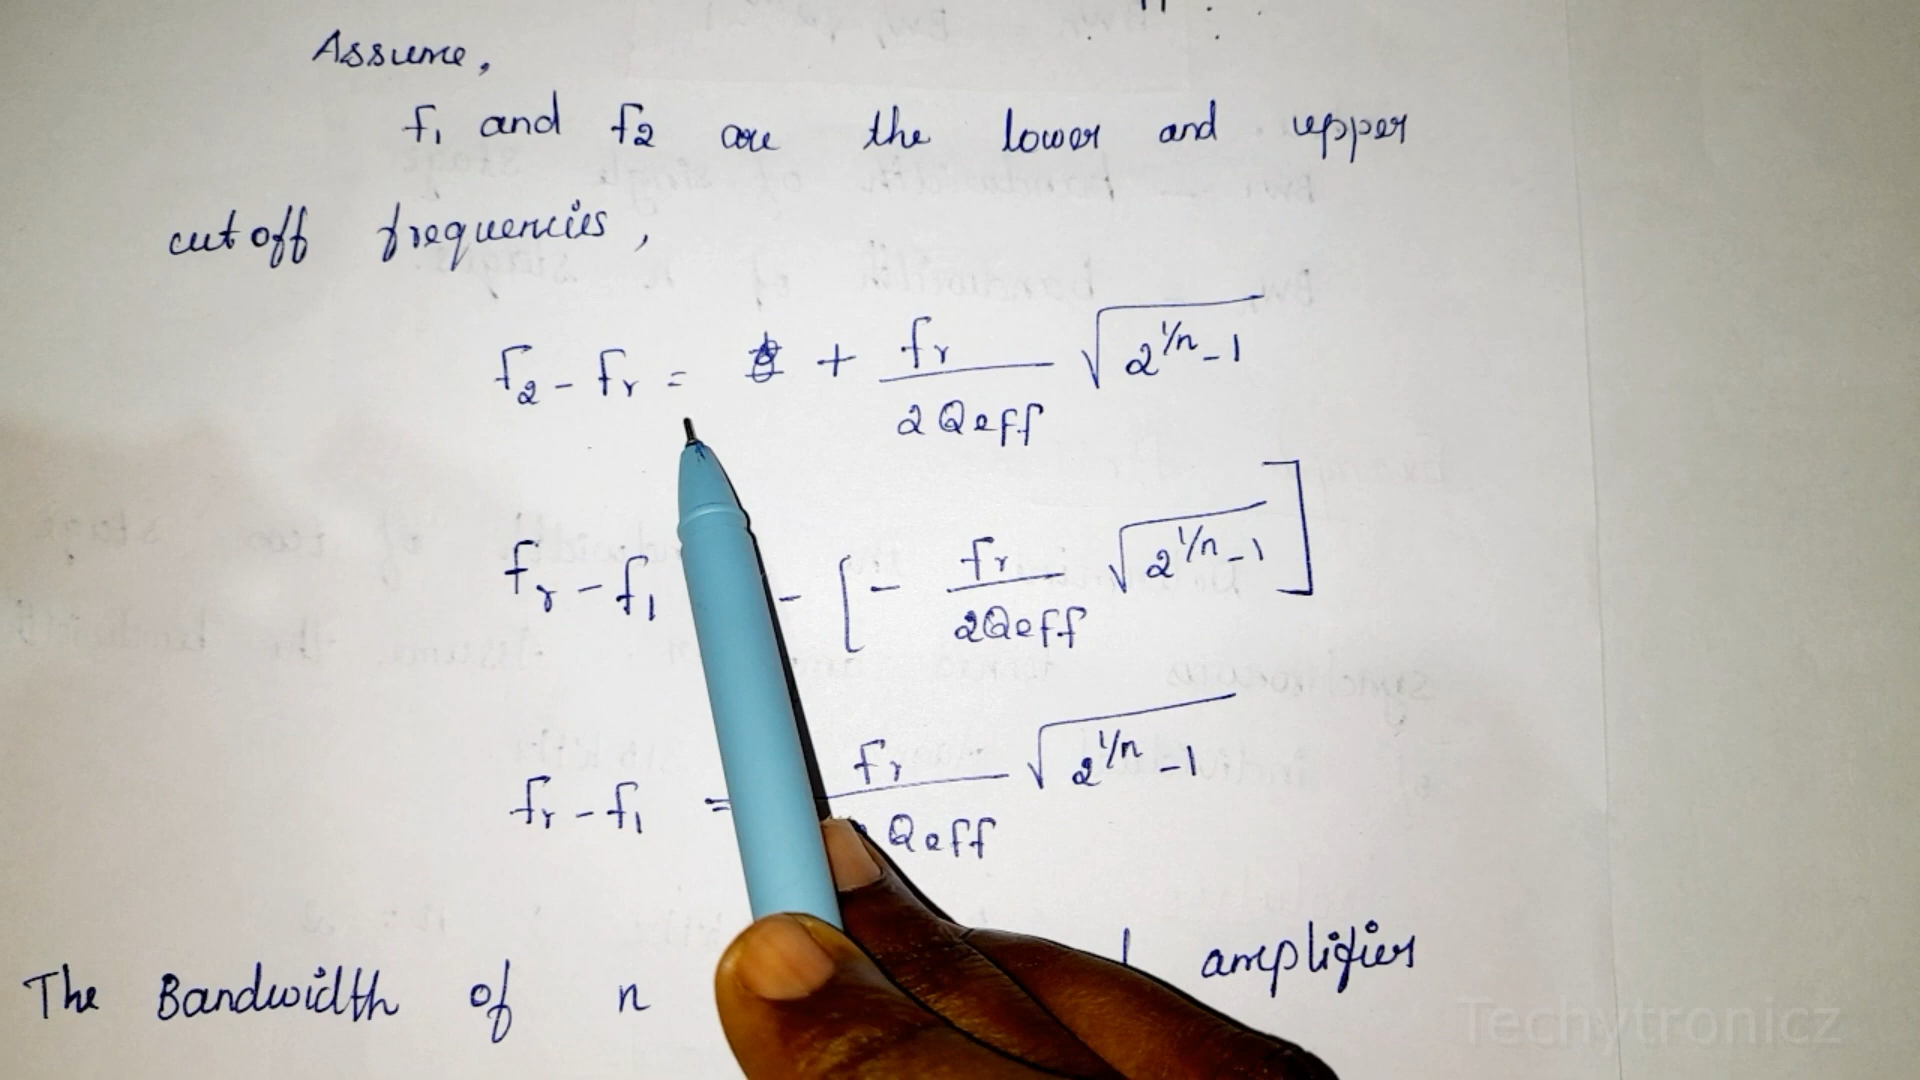 Assume,
f1 and f2 are the lower and upper
cutoff frequencies,
f2 - fr = + fr / 2Qeff √(2^1/n - 1)
fr - f1 - [ - fr / 2Qeff √(2^1/n - 1) ]
fr - f1 = fr / Qeff √(2^1/n - 1)
The Bandwidth of n amplifier
Techytronicz